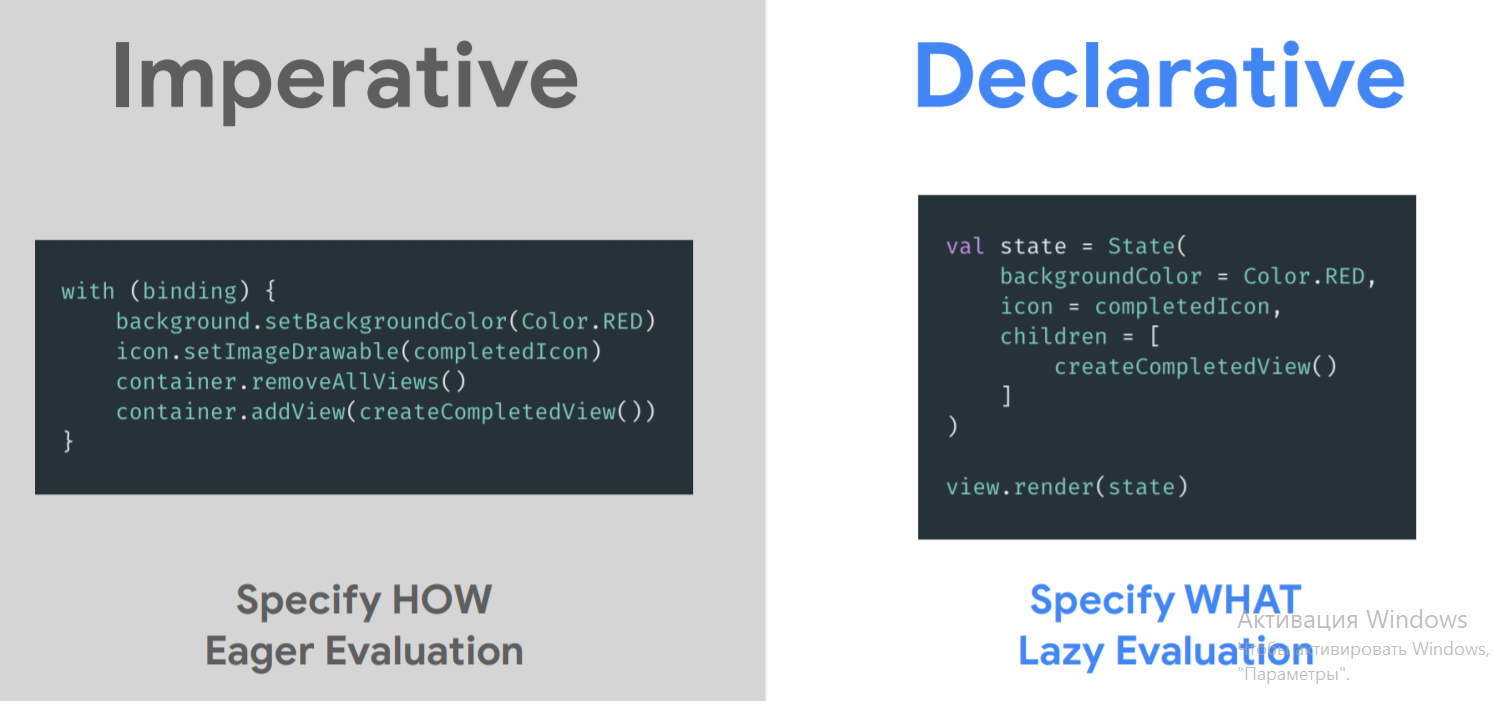 Imperative
with (binding) {
    background.setBackgroundColor(Color.RED)
    icon.setImageDrawable(completedIcon)
    container.removeAllViews()
    container.addView(createCompletedView())
}
Specify HOW
Eager Evaluation
Declarative
val state = State(
    backgroundColor = Color.RED,
    icon = completedIcon,
    children = [
        createCompletedView()
    ]
)
view.render(state)
Specify WHAT
Lazy Evaluation
Активация Windows
Чтобы активировать Windows,
"Параметры".